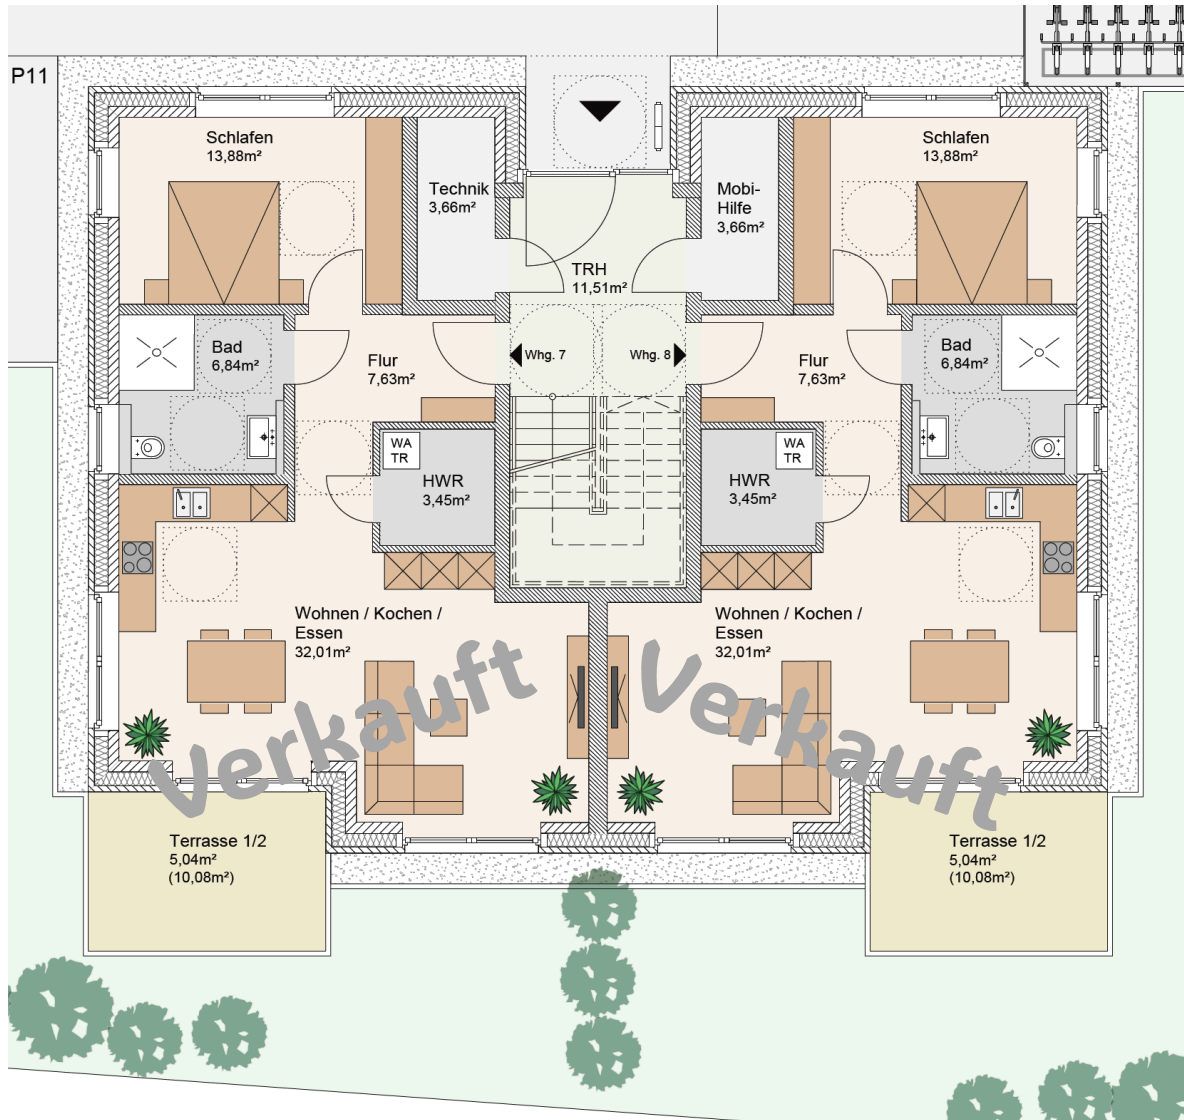 P11
Schlafen
13,88m²
Technik
3,66m²
Mobi-
Hilfe
3,66m²
Schlafen
13,88m²
TRH
11,51m²
Bad
6,84m²
Flur
7,63m²
Whg. 7
Whg. 8
Flur
7,63m²
Bad
6,84m²
WA
TR
HWR
3,45m²
HWR
3,45m²
WA
TR
Wohnen / Kochen /
Essen
32,01m²
Wohnen / Kochen /
Essen
32,01m²
Verkauft
Verkauft
Terrasse 1/2
5,04m²
(10,08m²)
Terrasse 1/2
5,04m²
(10,08m²)